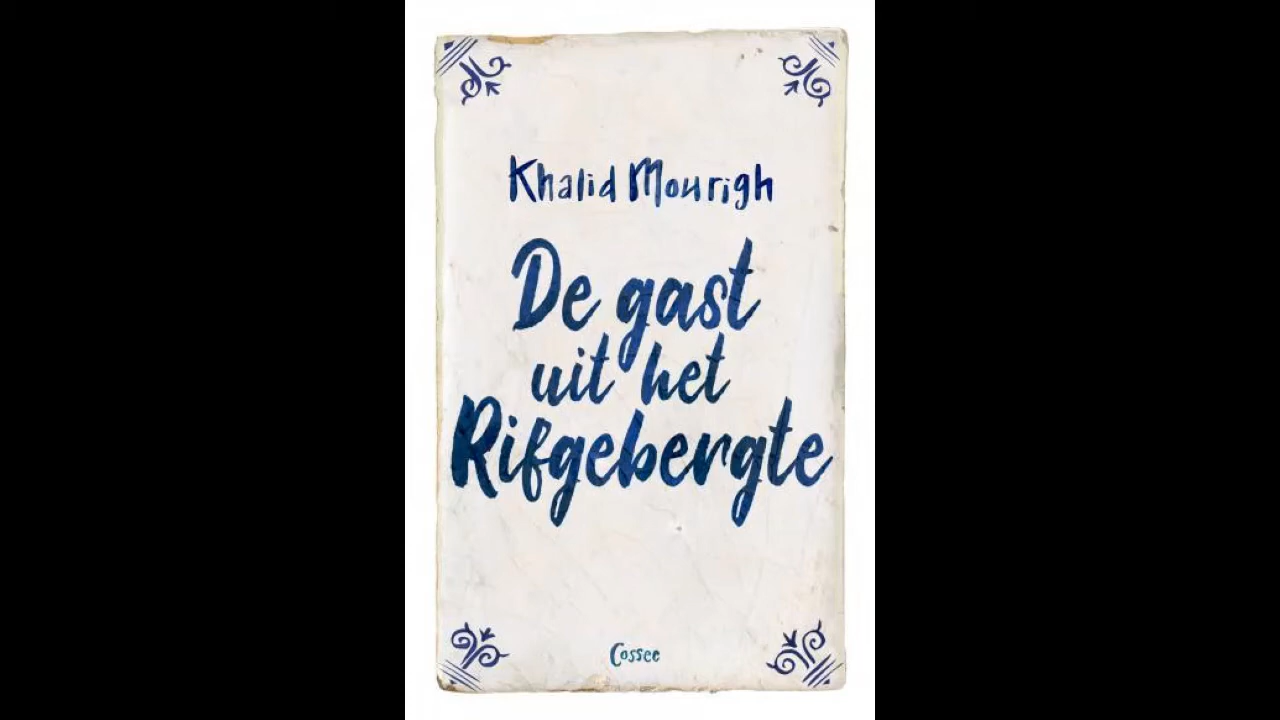 Khalid Mourigh
De gast
uit het
Rifgebergte
Cossee